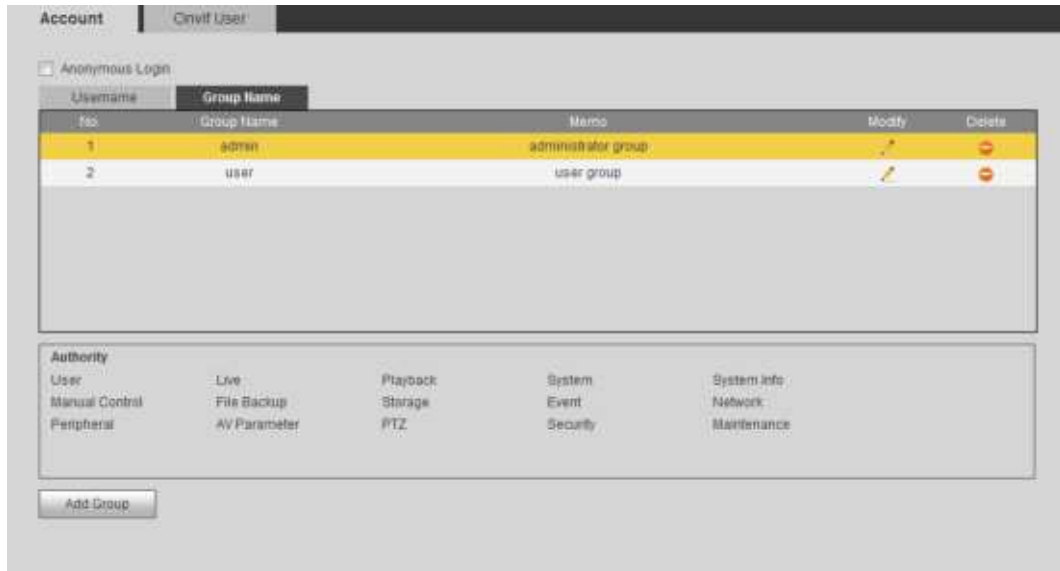 Account Onvif User
Anonymous Login
Username Group Name
No. Group Name Memo Modify Delete
1 admin administrator group
2 user user group
Authority
User Live Playback System System Info
Manual Control File Backup Storage Event Network
Peripheral AV Parameter PTZ Security Maintenance
Add Group